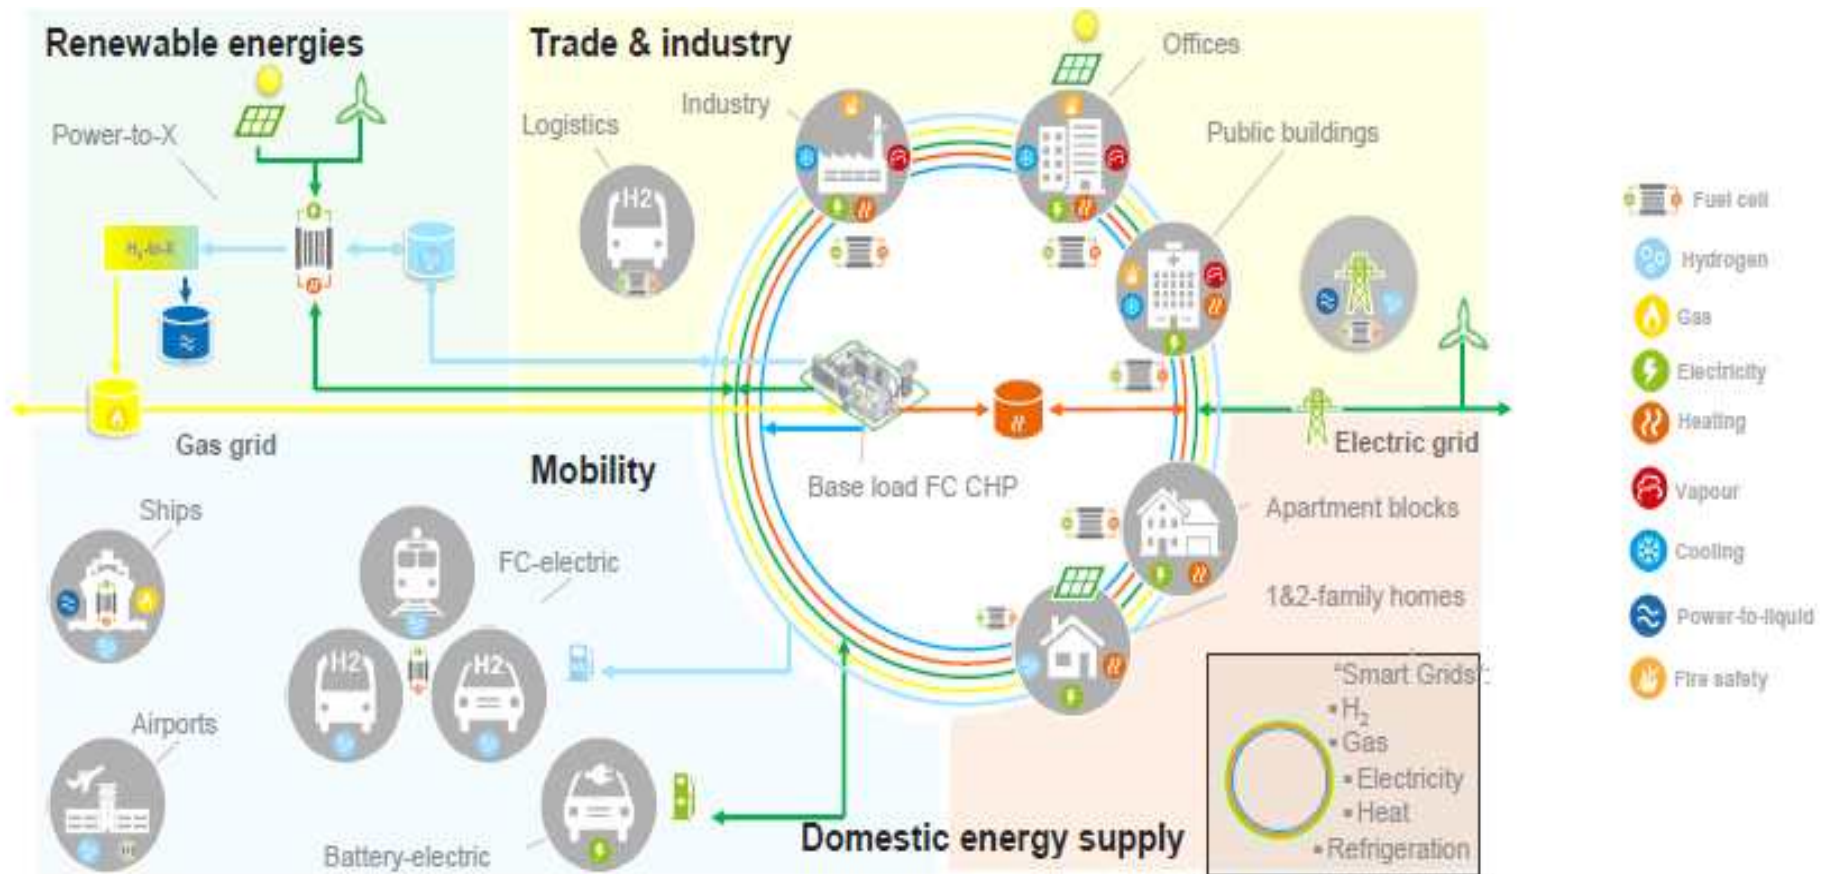 Renewable energies
Trade & industry
Offices
Industry
Logistics
Power-to-X
Public buildings
H2
H₂-to-X
Fuel cell
Hydrogen
Gas
Electricity
Heating
Vapour
Cooling
Power-to-liquid
Fire safety
Gas grid
Electric grid
Mobility
Base load FC CHP
Ships
FC-electric
Apartment blocks
1&2-family homes
H2
H2
Airports
Battery-electric
Domestic energy supply
"Smart Grids":
▪ H₂
▪ Gas
▪ Electricity
▪ Heat
▪ Refrigeration